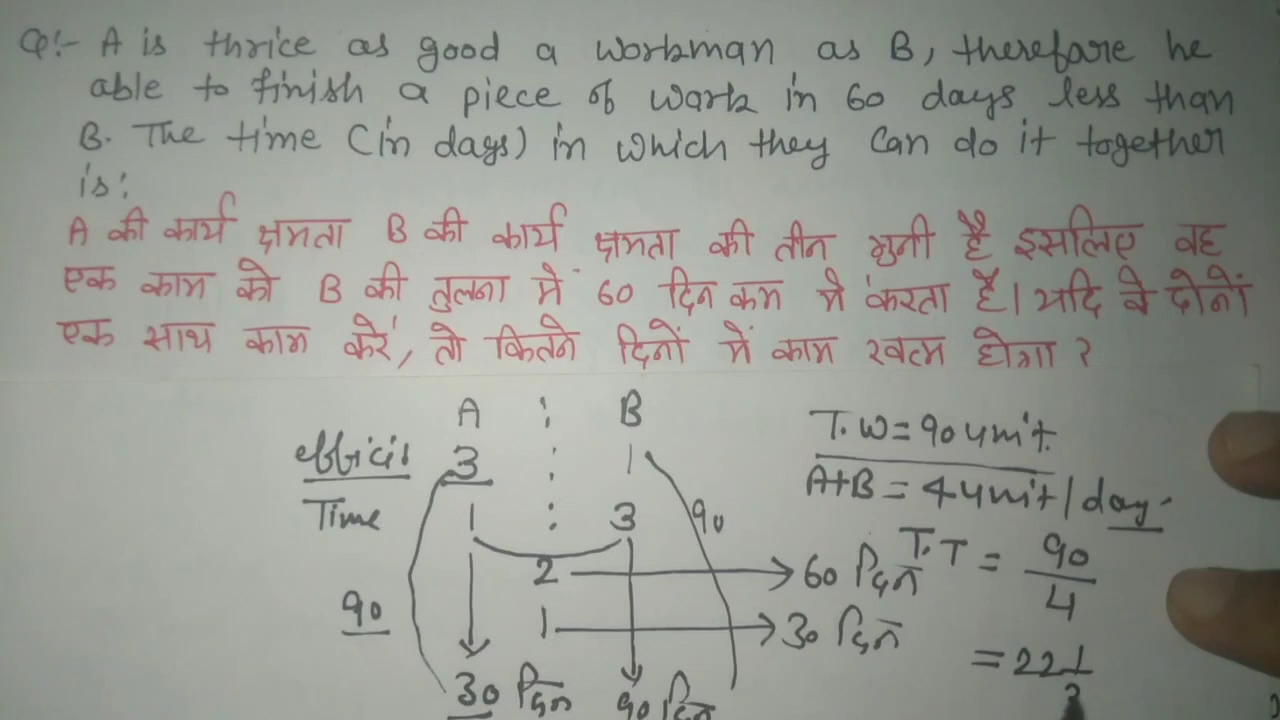 Q:- A is thrice as good a workman as B, therefore he
able to finish a piece of work in 60 days less than
B. The time (in days) in which they can do it together
is:
A की कार्य क्षमता B की कार्य क्षमता की तीन गुनी है इसलिए वह
एक काम को B की तुलना में 60 दिन कम में करता है। यदि वे दोनों
एक साथ काम करें, तो कितने दिनों में काम खत्म होगा ?
A : B
3 : 1
Time 1 : 3
90
2 60 दिन
1 30 दिन
90
30 दिन 90 दिन
T.W = 90 unit
A+B = 4 unit/day
T.T = 90/4
= 22 1/2